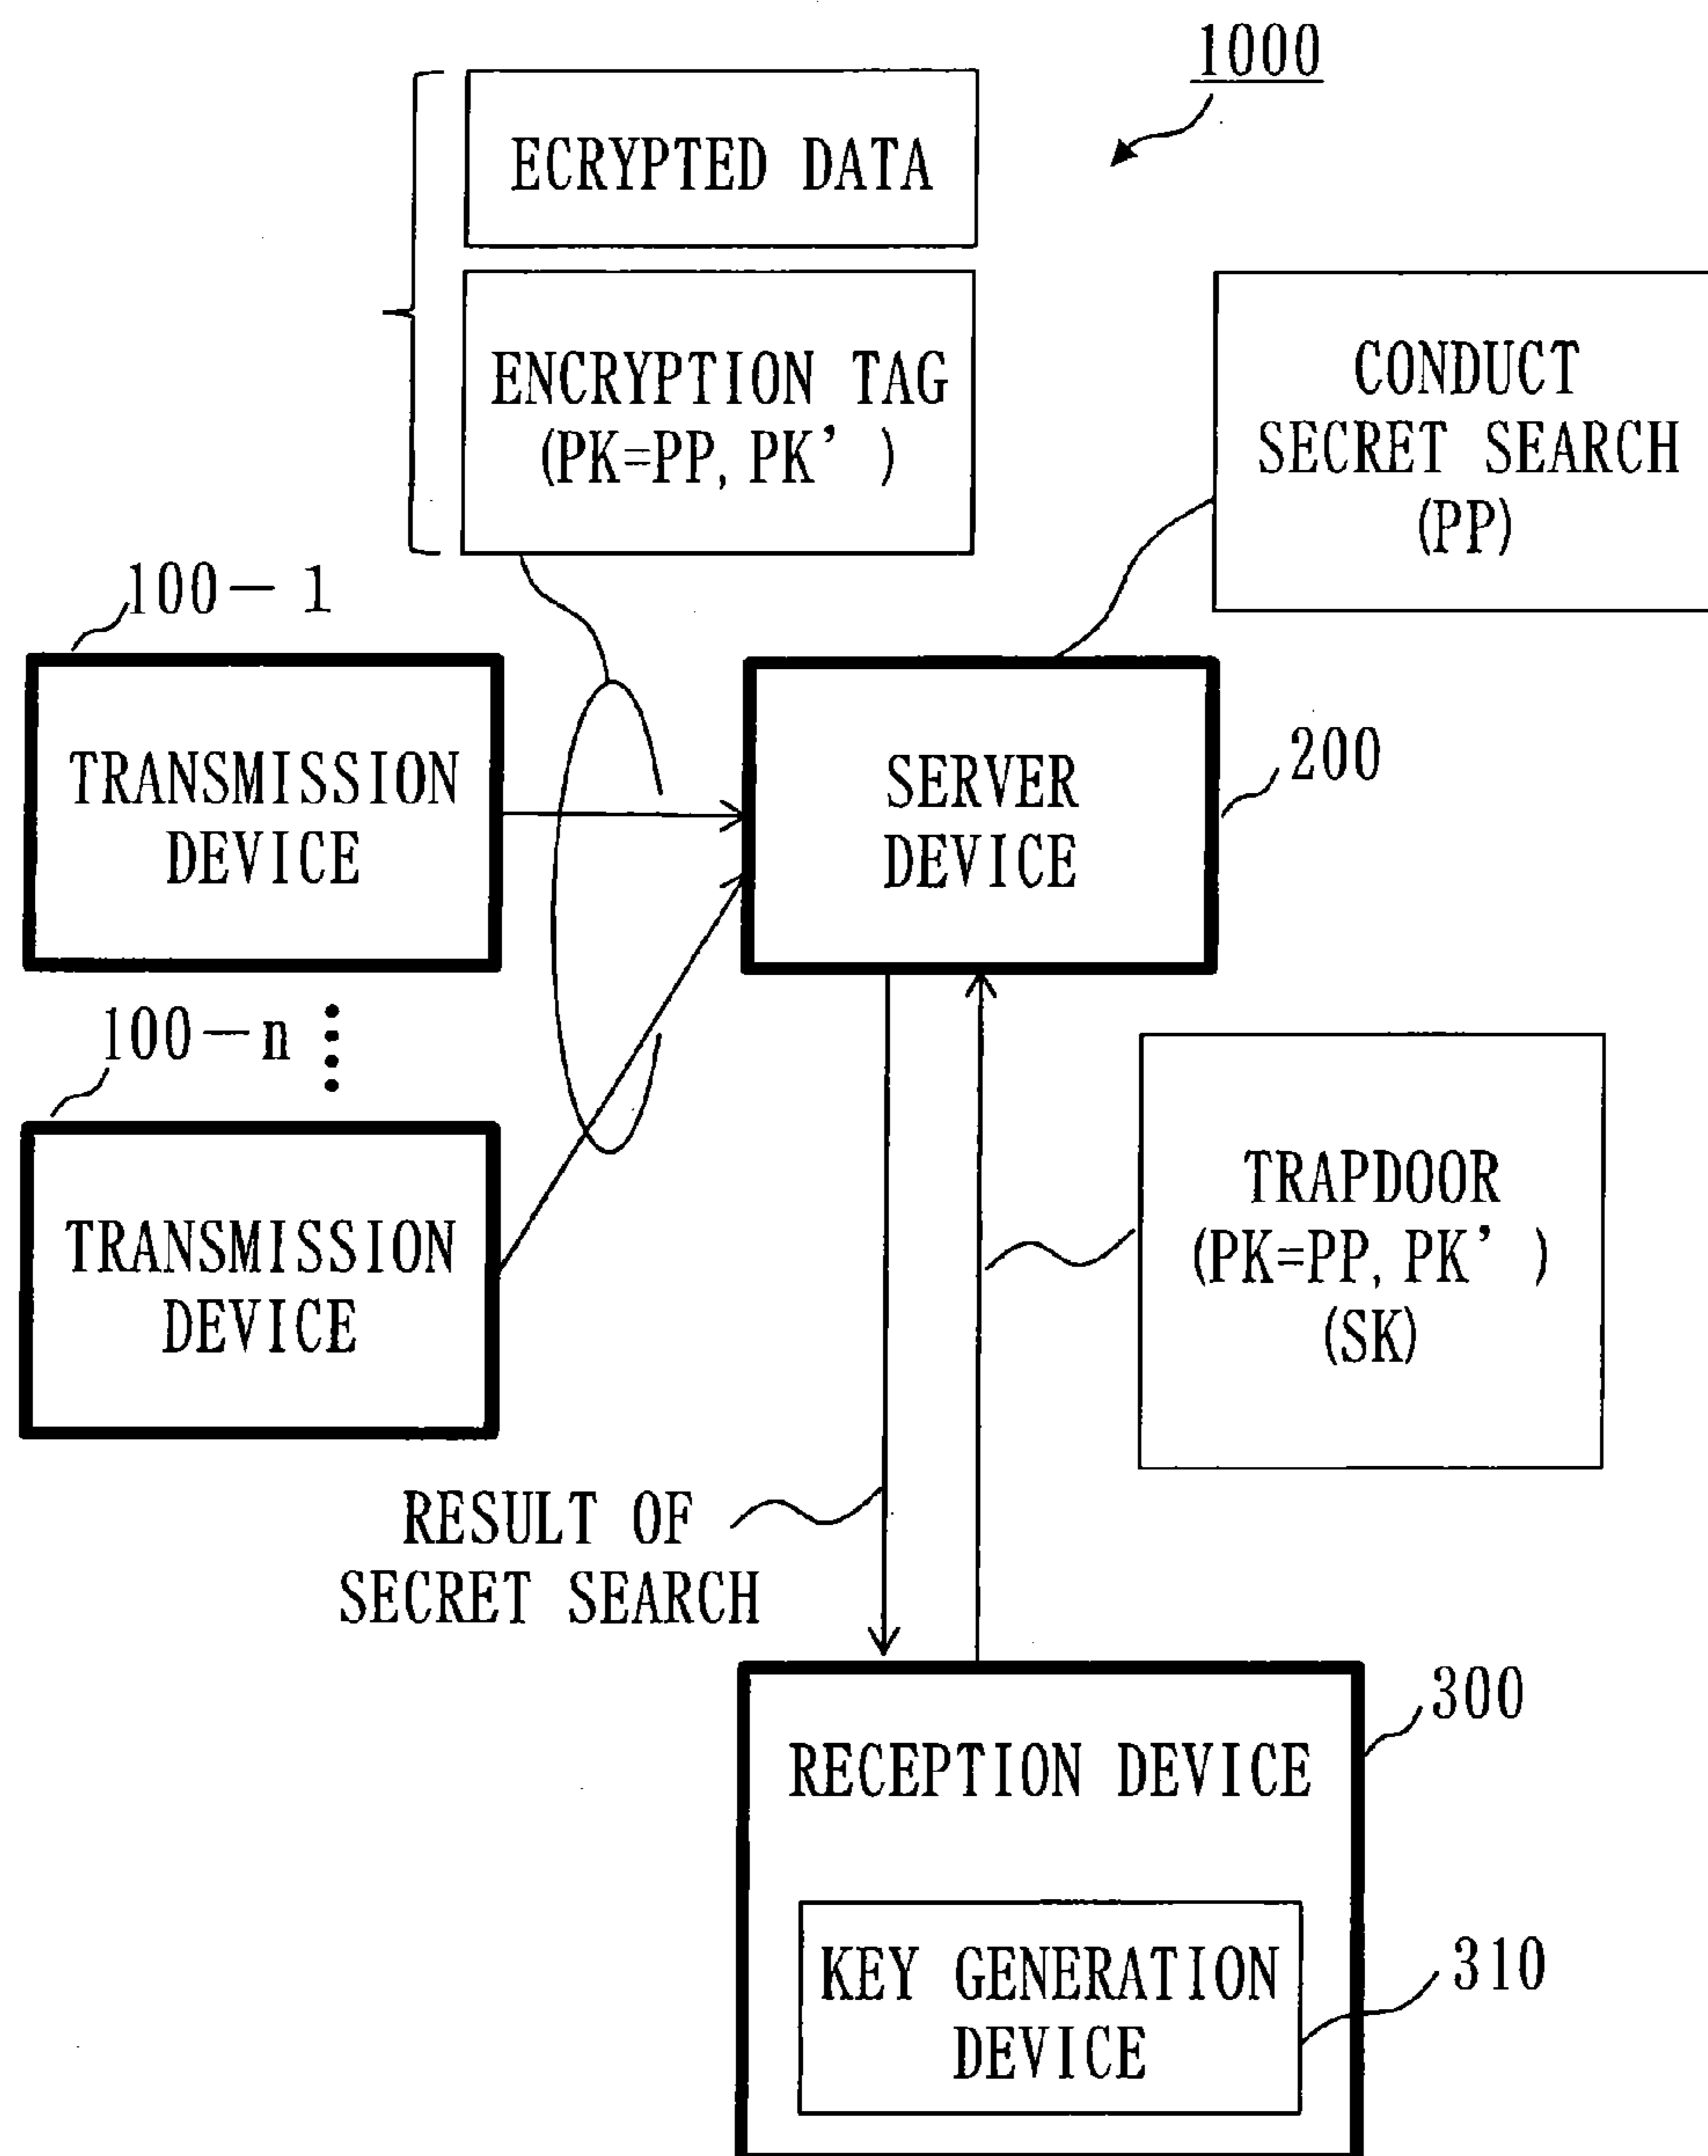 1000
ECRYPTED DATA
ENCRYPTION TAG
(PK=PP, PK’ )
CONDUCT
SECRET SEARCH
(PP)
100-1
TRANSMISSION
DEVICE
SERVER
DEVICE
200
100-n
TRANSMISSION
DEVICE
TRAPDOOR
(PK=PP, PK’ )
(SK)
RESULT OF
SECRET SEARCH
300
RECEPTION DEVICE
KEY GENERATION
DEVICE
310